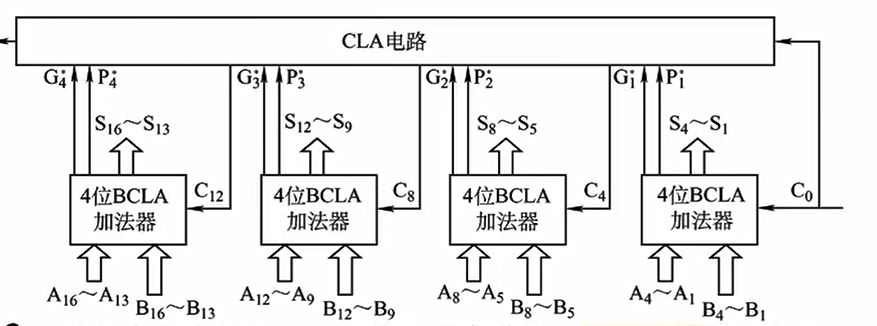 CLA电路
G₄* P₄* G₃* P₃* G₂* P₂* G₁* P₁*
S₁₆～S₁₃ S₁₂～S₉ S₈～S₅ S₄～S₁
4位BCLA加法器 C₁₂ 4位BCLA加法器 C₈ 4位BCLA加法器 C₄ 4位BCLA加法器 C₀
A₁₆～A₁₃ B₁₆～B₁₃ A₁₂～A₉ B₁₂～B₉ A₈～A₅ B₈～B₅ A₄～A₁ B₄～B₁